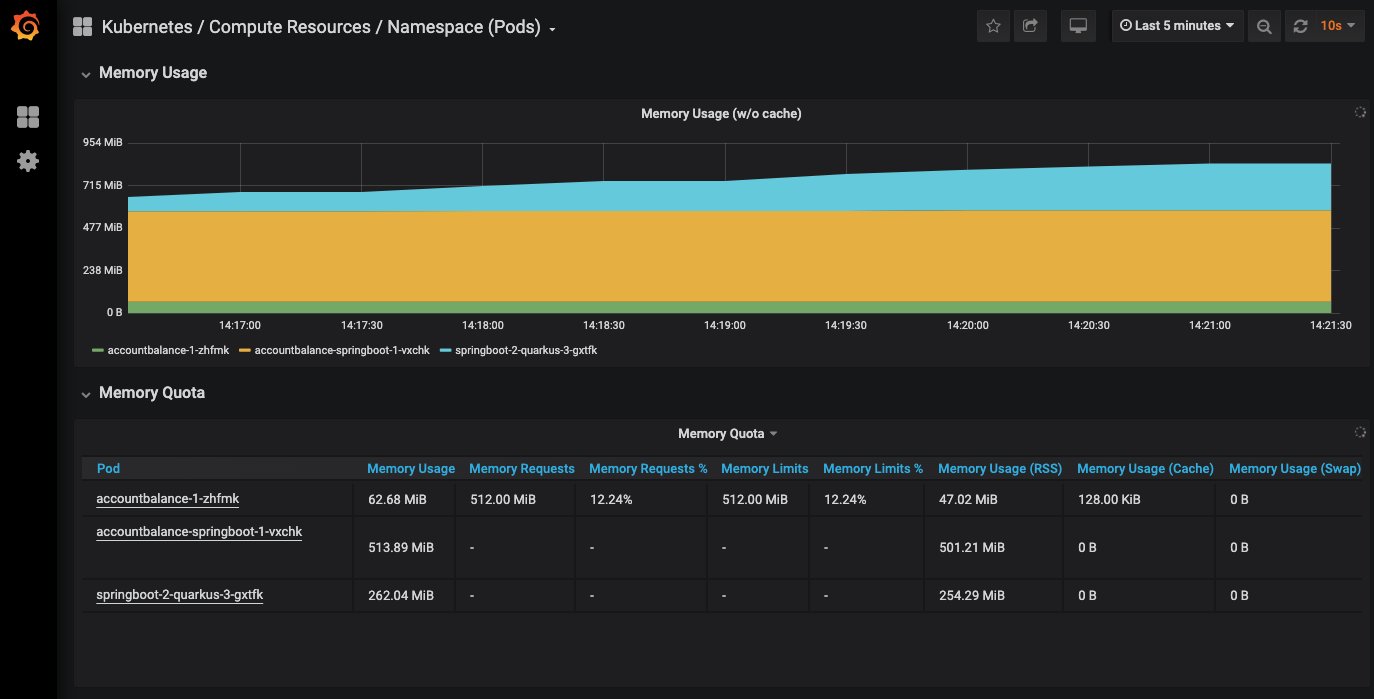 Kubernetes / Compute Resources / Namespace (Pods)
Last 5 minutes
10s
Memory Usage
Memory Usage (w/o cache)
954 MiB
715 MiB
477 MiB
238 MiB
0 B
14:17:00 14:17:30 14:18:00 14:18:30 14:19:00 14:19:30 14:20:00 14:20:30 14:21:00 14:21:30
accountbalance-1-zhfmk accountbalance-springboot-1-vxchk springboot-2-quarkus-3-gxtfk
Memory Quota
Memory Quota
Pod Memory Usage Memory Requests Memory Requests % Memory Limits Memory Limits % Memory Usage (RSS) Memory Usage (Cache) Memory Usage (Swap)
accountbalance-1-zhfmk 62.68 MiB 512.00 MiB 12.24% 512.00 MiB 12.24% 47.02 MiB 128.00 KiB 0 B
accountbalance-springboot-1-vxchk 513.89 MiB - - - - 501.21 MiB 0 B 0 B
springboot-2-quarkus-3-gxtfk 262.04 MiB - - - - 254.29 MiB 0 B 0 B